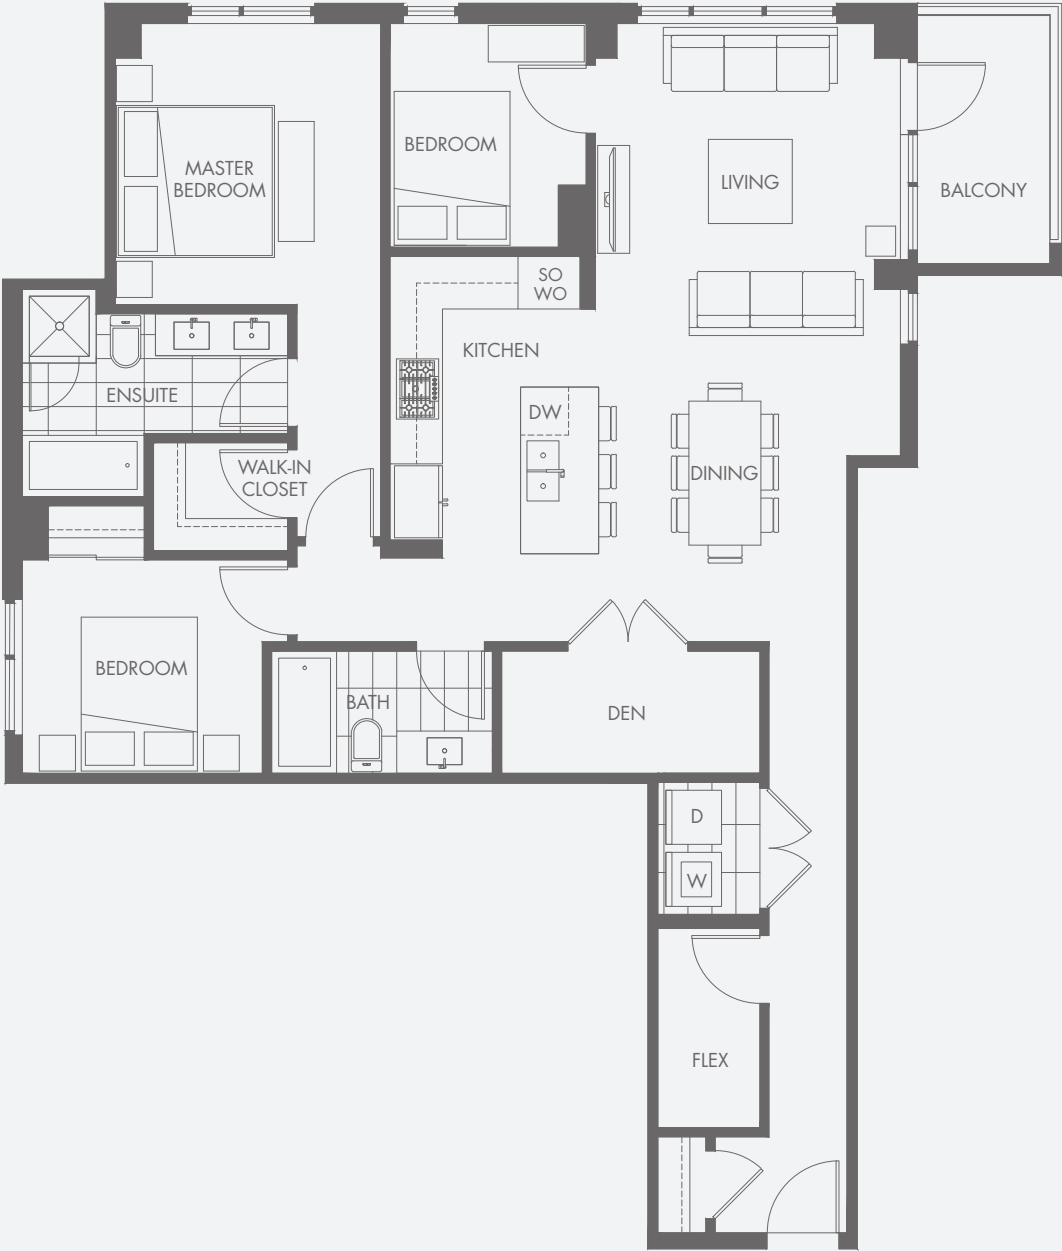 MASTER
BEDROOM
BEDROOM
LIVING
BALCONY
SO
WO
KITCHEN
ENSUITE
DW
WALK-IN
CLOSET
DINING
BEDROOM
BATH
DEN
D
W
FLEX